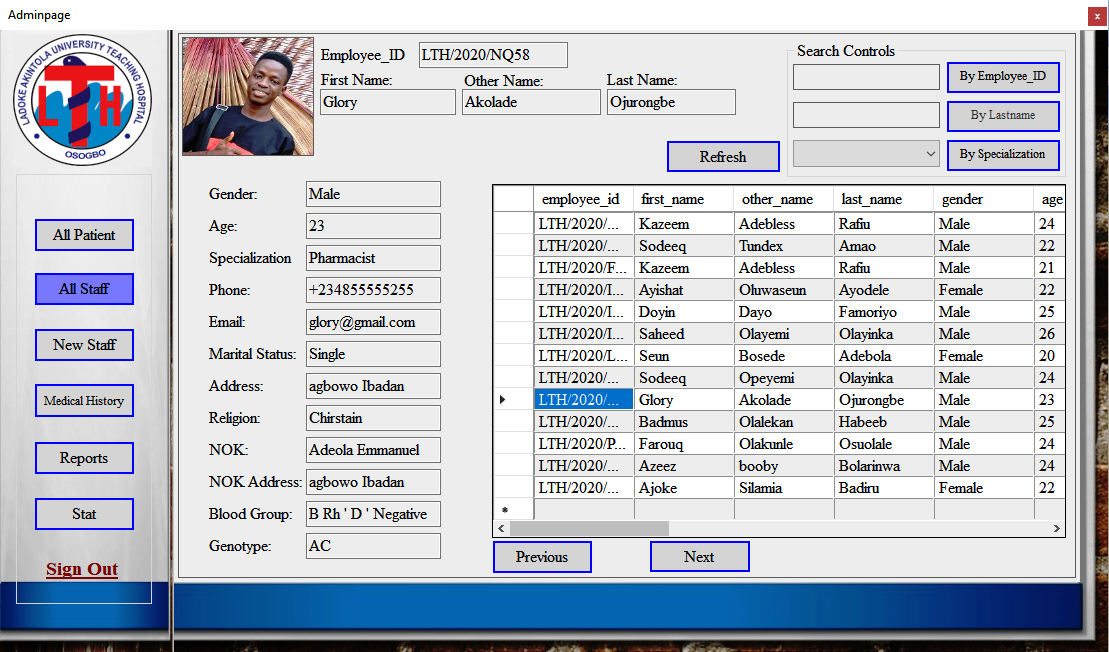 Adminpage
x
LADOKE AKINTOLA UNIVERSITY TEACHING HOSPITAL
LTH
OSOGBO
All Patient
All Staff
New Staff
Medical History
Reports
Stat
Sign Out
Employee_ID LTH/2020/NQ58
First Name: Other Name: Last Name:
Glory Akolade Ojurongbe
Search Controls
By Employee_ID
By Lastname
By Specialization
Refresh
Gender: Male
Age: 23
Specialization Pharmacist
Phone: +234855555255
Email: glory@gmail.com
Marital Status: Single
Address: agbowo Ibadan
Religion: Chirstain
NOK: Adeola Emmanuel
NOK Address: agbowo Ibadan
Blood Group: B Rh ' D ' Negative
Genotype: AC
employee_id first_name other_name last_name gender age
LTH/2020/... Kazeem Adebless Rafiu Male 24
LTH/2020/... Sodeeq Tundex Amao Male 22
LTH/2020/F... Kazeem Adebless Rafiu Male 21
LTH/2020/I... Ayishat Oluwaseun Ayodele Female 22
LTH/2020/I... Doyin Dayo Famoriyo Male 25
LTH/2020/I... Saheed Olayemi Olayinka Male 26
LTH/2020/L... Seun Bosede Adebola Female 20
LTH/2020/... Sodeeq Opeyemi Olayinka Male 24
LTH/2020/... Glory Akolade Ojurongbe Male 23
LTH/2020/... Badmus Olalekan Habeeb Male 25
LTH/2020/P... Farouq Olakunle Osuolale Male 24
LTH/2020/... Azeez booby Bolarinwa Male 24
LTH/2020/... Ajoke Silamia Badiru Female 22
Previous Next